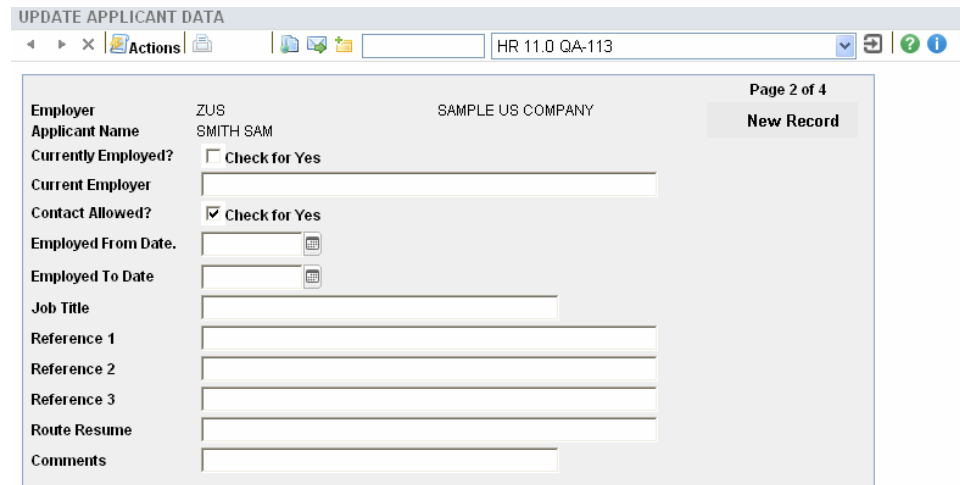 UPDATE APPLICANT DATA
Actions HR 11.0 QA-113
Page 2 of 4
Employer ZUS SAMPLE US COMPANY
New Record
Applicant Name SMITH SAM
Currently Employed? Check for Yes
Current Employer
Contact Allowed? Check for Yes
Employed From Date.
Employed To Date
Job Title
Reference 1
Reference 2
Reference 3
Route Resume
Comments